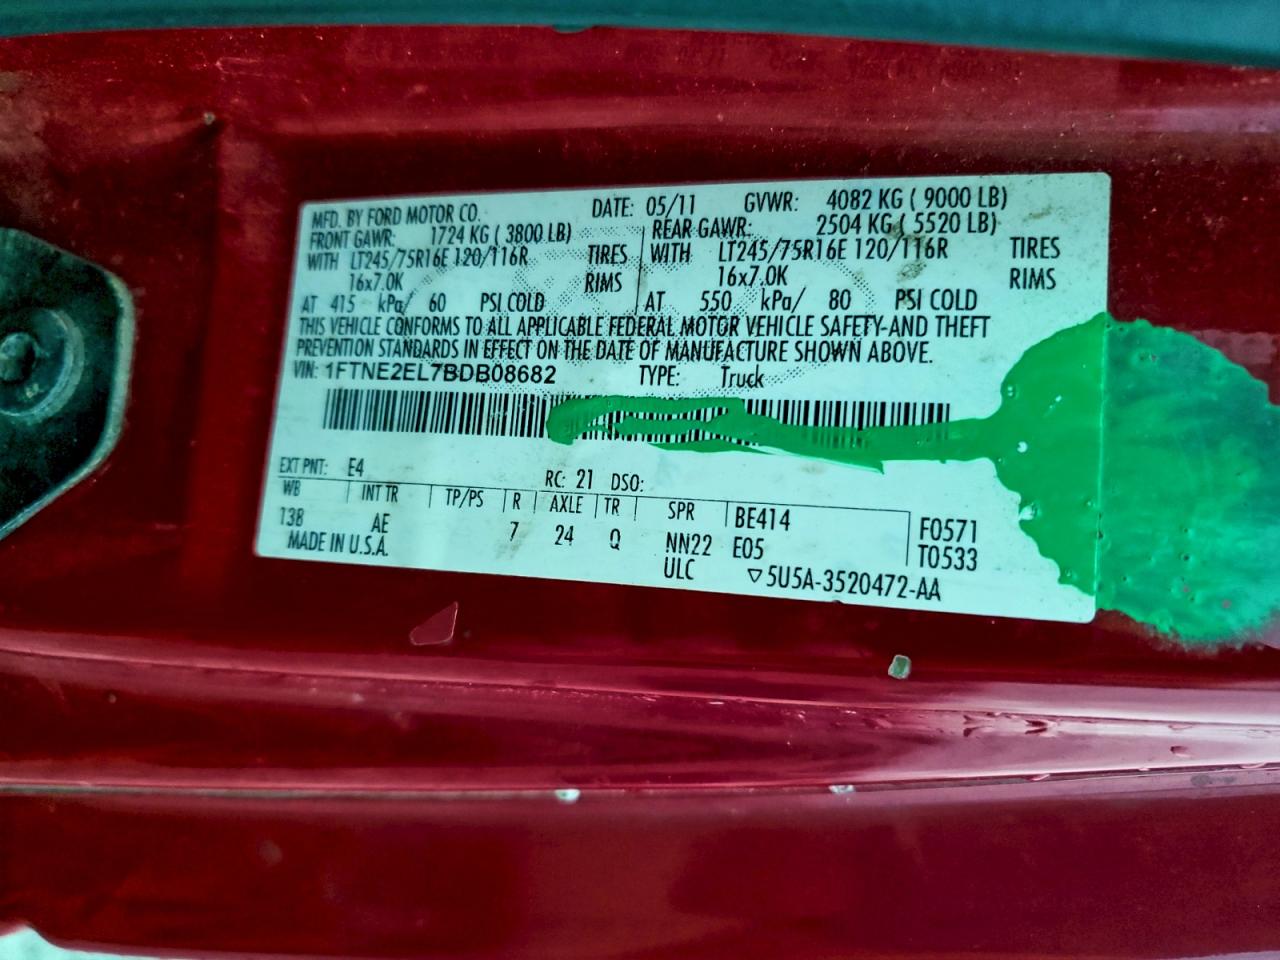 MFD. BY FORD MOTOR CO. DATE: 05/11 GVWR: 4082 KG ( 9000 LB)
FRONT GAWR: 1724 KG ( 3800 LB) REAR GAWR: 2504 KG ( 5520 LB)
WITH LT245/75R16E 120/116R TIRES WITH LT245/75R16E 120/116R TIRES
16x7.0K RIMS 16x7.0K RIMS
AT 415 kPa/ 60 PSI COLD AT 550 kPa/ 80 PSI COLD
THIS VEHICLE CONFORMS TO ALL APPLICABLE FEDERAL MOTOR VEHICLE SAFETY AND THEFT
PREVENTION STANDARDS IN EFFECT ON THE DATE OF MANUFACTURE SHOWN ABOVE.
VIN: 1FTNE2EL7BDB08682 TYPE: Truck
EXT PNT: E4 RC: 21 DSO:
WB INT TR TP/PS R AXLE TR SPR BE414 F0571
138 AE 7 24 Q NN22 E05 T0533
MADE IN U.S.A. ULC ▽5U5A-3520472-AA